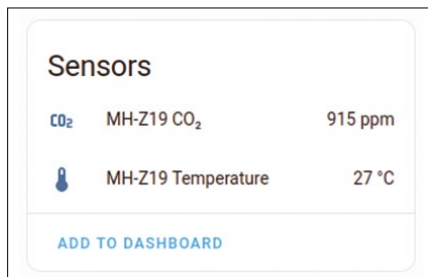 Sensors
CO₂ MH-Z19 CO₂ 915 ppm
MH-Z19 Temperature 27 °C
ADD TO DASHBOARD